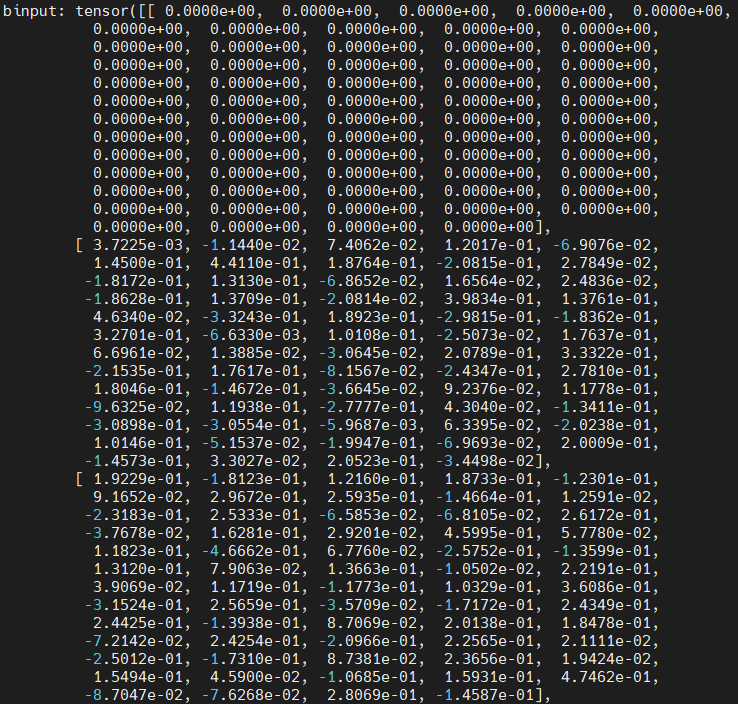 binput: tensor([[ 0.0000e+00,  0.0000e+00,  0.0000e+00,  0.0000e+00,  0.0000e+00,
0.0000e+00,  0.0000e+00,  0.0000e+00,  0.0000e+00,  0.0000e+00,
0.0000e+00,  0.0000e+00,  0.0000e+00,  0.0000e+00,  0.0000e+00,
0.0000e+00,  0.0000e+00,  0.0000e+00,  0.0000e+00,  0.0000e+00,
0.0000e+00,  0.0000e+00,  0.0000e+00,  0.0000e+00,  0.0000e+00,
0.0000e+00,  0.0000e+00,  0.0000e+00,  0.0000e+00,  0.0000e+00,
0.0000e+00,  0.0000e+00,  0.0000e+00,  0.0000e+00,  0.0000e+00,
0.0000e+00,  0.0000e+00,  0.0000e+00,  0.0000e+00,  0.0000e+00,
0.0000e+00,  0.0000e+00,  0.0000e+00,  0.0000e+00,  0.0000e+00,
0.0000e+00,  0.0000e+00,  0.0000e+00,  0.0000e+00,  0.0000e+00,
0.0000e+00,  0.0000e+00,  0.0000e+00,  0.0000e+00,  0.0000e+00,
0.0000e+00,  0.0000e+00,  0.0000e+00,  0.0000e+00,  0.0000e+00,
0.0000e+00,  0.0000e+00,  0.0000e+00,  0.0000e+00],
[ 3.7225e-03, -1.1440e-02,  7.4062e-02,  1.2017e-01, -6.9076e-02,
1.4500e-01,  4.4110e-01,  1.8764e-01, -2.0815e-01,  2.7849e-02,
-1.8172e-01,  1.3130e-01, -6.8652e-02,  1.6564e-02,  2.4836e-02,
-1.8628e-01,  1.3709e-01, -2.0814e-02,  3.9834e-01,  1.3761e-01,
4.6340e-02, -3.3243e-01,  1.8923e-01, -2.9815e-01, -1.8362e-01,
3.2701e-01, -6.6330e-03,  1.0108e-01, -2.5073e-02,  1.7637e-01,
6.6961e-02,  1.3885e-02, -3.0645e-02,  2.0789e-01,  3.3322e-01,
-2.1535e-01,  1.7617e-01, -8.1567e-02, -2.4347e-01,  2.7810e-01,
1.8046e-01, -1.4672e-01, -3.6645e-02,  9.2376e-02,  1.1778e-01,
-9.6325e-02,  1.1938e-01, -2.7777e-01,  4.3040e-02, -1.3411e-01,
-3.0898e-01, -3.0554e-01, -5.9687e-03,  6.3395e-02, -2.0238e-01,
1.0146e-01, -5.1537e-02, -1.9947e-01, -6.9693e-02,  2.0009e-01,
-1.4573e-01,  3.3027e-02,  2.0523e-01, -3.4498e-02],
[ 1.9229e-01, -1.8123e-01,  1.2160e-01,  1.8733e-01, -1.2301e-01,
9.1652e-02,  2.9672e-01,  2.5935e-01, -1.4664e-01,  1.2591e-02,
-2.3183e-01,  2.5333e-01, -6.5853e-02, -6.8105e-02,  2.6172e-01,
-3.7678e-02,  1.6281e-01,  2.9201e-02,  4.5995e-01,  5.7780e-02,
1.1823e-01, -4.6662e-01,  6.7760e-02, -2.5752e-01, -1.3599e-01,
1.3120e-01,  7.9063e-02,  1.3663e-01, -1.0502e-02,  2.2191e-01,
3.9069e-02,  1.1719e-01, -1.1773e-01,  1.0329e-01,  3.6086e-01,
-3.1524e-01,  2.5659e-01, -3.5709e-02, -1.7172e-01,  2.4349e-01,
2.4425e-01, -1.3938e-01,  8.7069e-02,  2.0138e-01,  1.8478e-01,
-7.2142e-02,  2.4254e-01, -2.0966e-01,  2.2565e-01,  2.1111e-02,
-2.5012e-01, -1.7310e-01,  8.7381e-02,  2.3656e-01,  1.9424e-02,
1.5494e-01,  4.5900e-02, -1.0685e-01,  1.5931e-01,  4.7462e-01,
-8.7047e-02, -7.6268e-02,  2.8069e-01, -1.4587e-01],